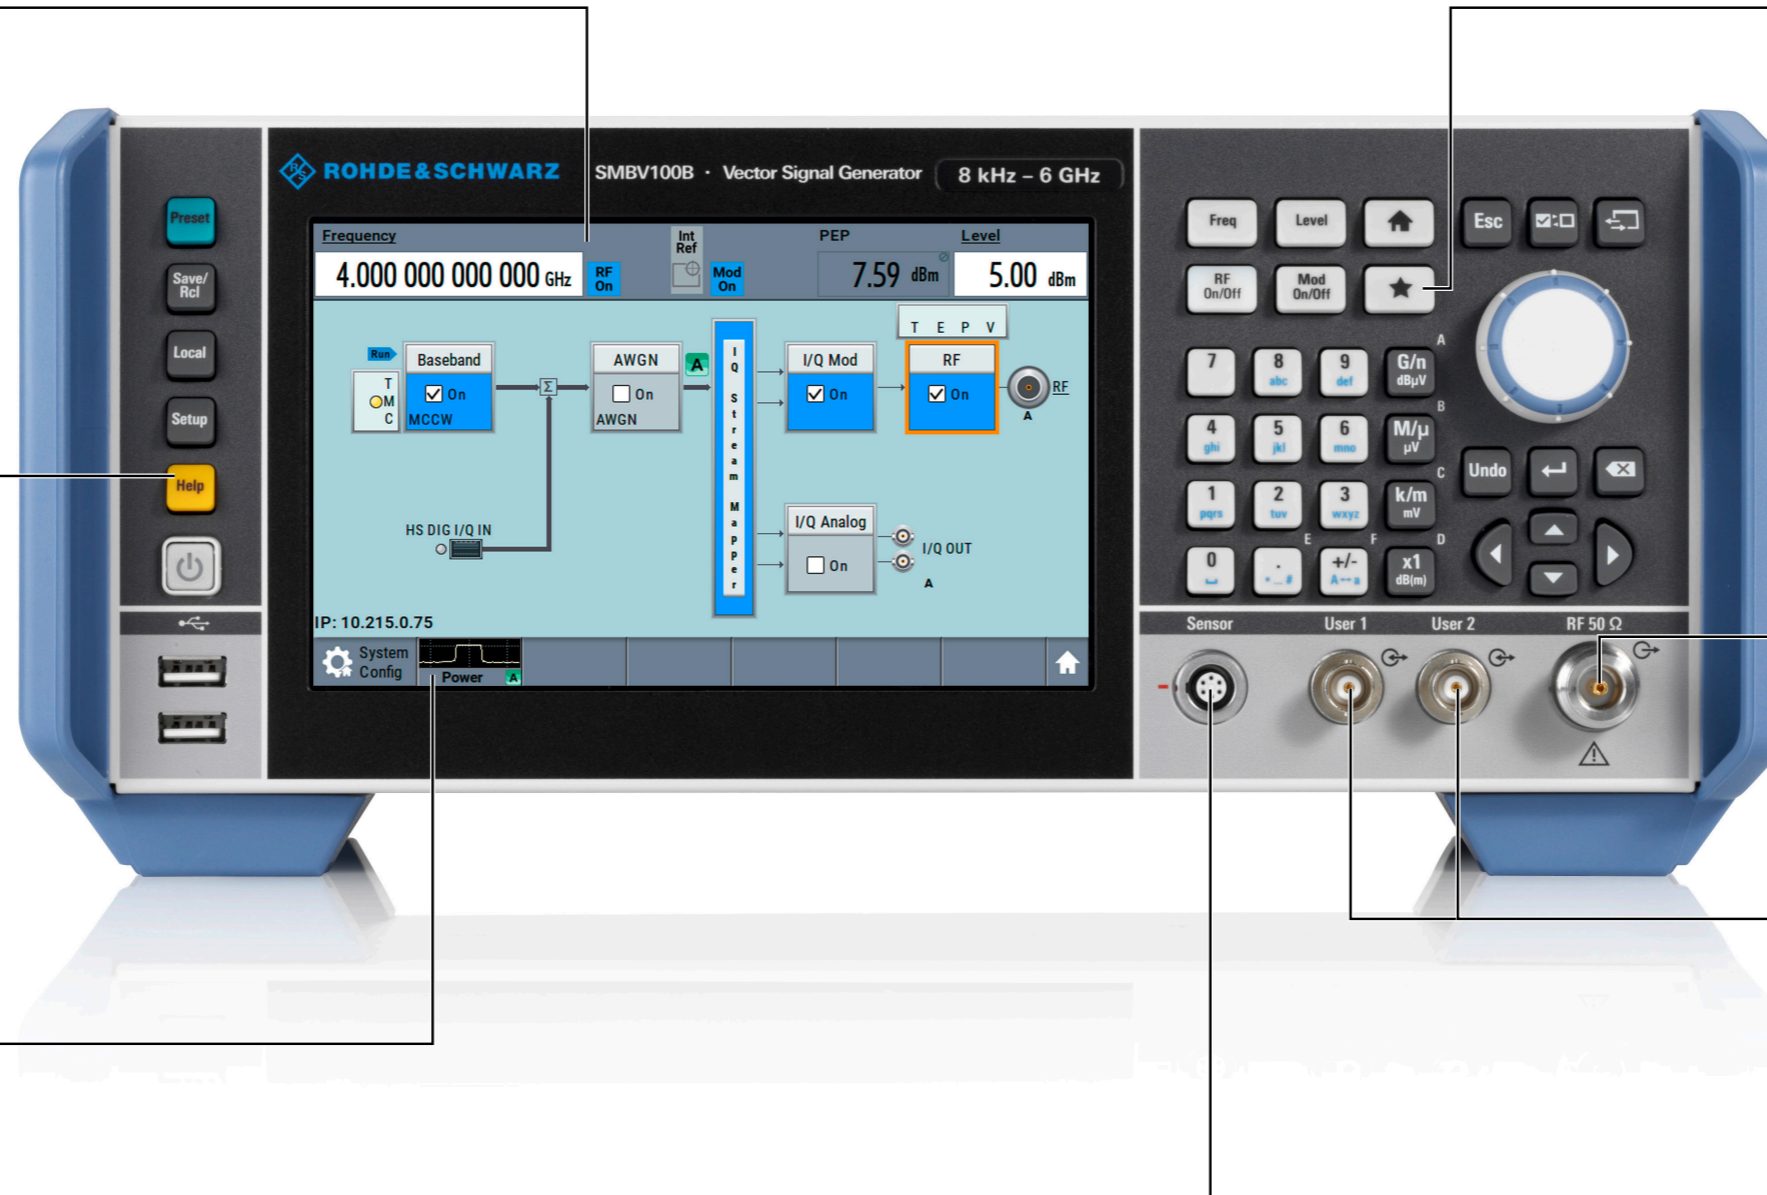 ROHDE & SCHWARZ SMBV100B · Vector Signal Generator 8 kHz – 6 GHz
Preset
Save/
Rcl
Local
Setup
Help
Frequency
4.000 000 000 000 GHz
RF
On
Int
Ref
Mod
On
PEP
7.59 dBm
Level
5.00 dBm
T E P V
Run
Baseband
On
MCCW
T
M
C
Σ
AWGN
On
AWGN
A
I
Q
S
t
r
e
a
m
M
a
p
p
e
r
I/Q Mod
On
RF
On
RF
A
HS DIG I/Q IN
I/Q Analog
On
I/Q OUT
A
IP: 10.215.0.75
System
Config
Power A
Freq Level
Esc
RF
On/Off
Mod
On/Off
A
7
8
abc
9
def
G/n
dBµV
B
4
ghi
5
jkl
6
mno
M/µ
µV
C
1
pqrs
2
tuv
3
wxyz
k/m
mV
E F D
0
.
* ... #
+/-
A↔a
x1
dB(m)
Undo
Sensor User 1 User 2 RF 50 Ω